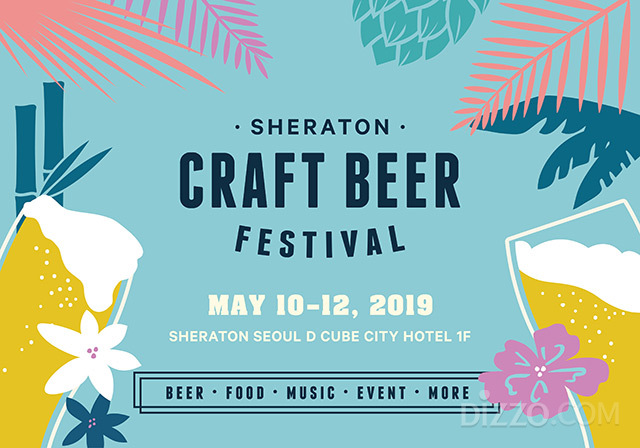 · SHERATON ·
CRAFT BEER
FESTIVAL
MAY 10-12, 2019
SHERATON SEOUL D CUBE CITY HOTEL 1F
BEER · FOOD · MUSIC · EVENT · MORE
DIZZO.COM